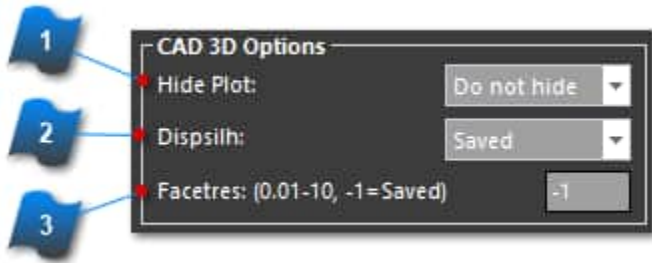 1
CAD 3D Options
Hide Plot: Do not hide
2
Dispsilh: Saved
Facetres: (0.01-10, -1=Saved) -1
3